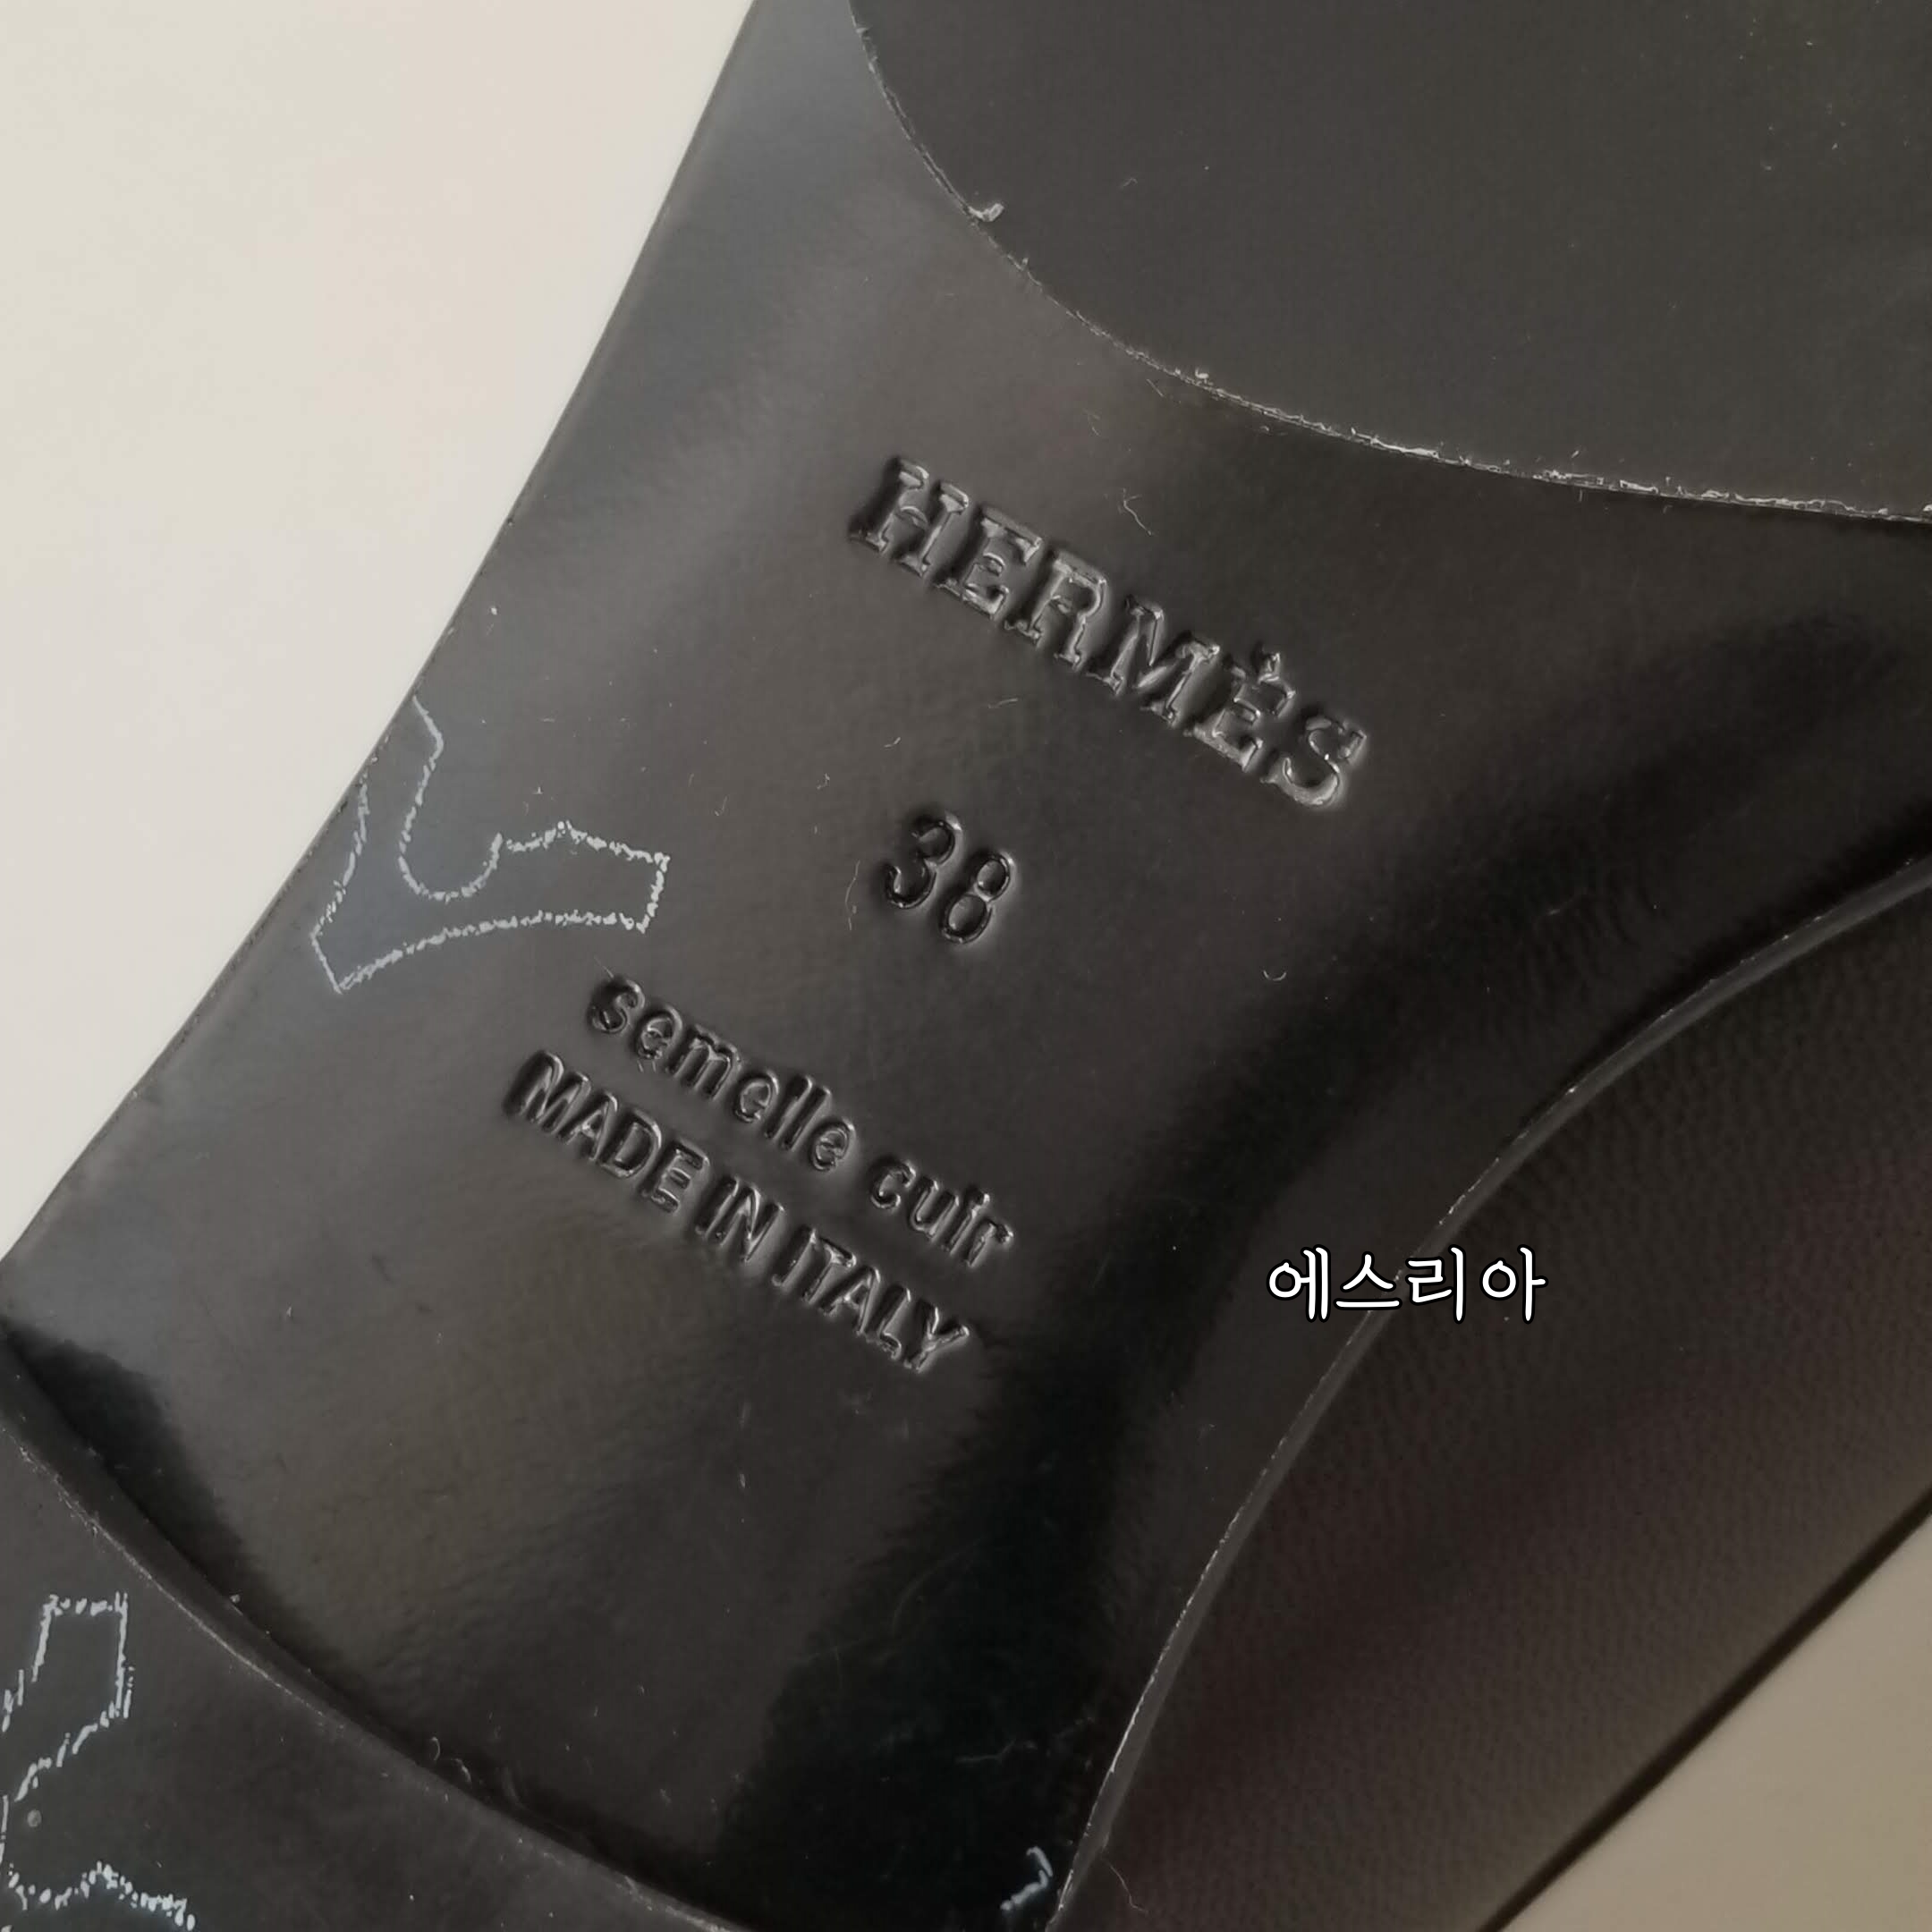 HERMÈS
38
semelle cuir
MADE IN ITALY
에스리아